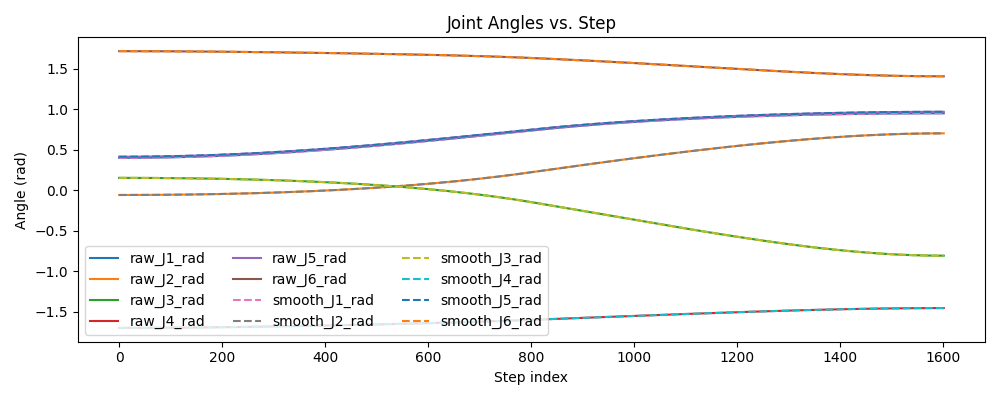 Joint Angles vs. Step
Angle (rad)
1.5
1.0
0.5
0.0
−0.5
−1.0
−1.5
raw_J1_rad
raw_J2_rad
raw_J3_rad
raw_J4_rad
raw_J5_rad
raw_J6_rad
smooth_J1_rad
smooth_J2_rad
smooth_J3_rad
smooth_J4_rad
smooth_J5_rad
smooth_J6_rad
0 200 400 600 800 1000 1200 1400 1600
Step index